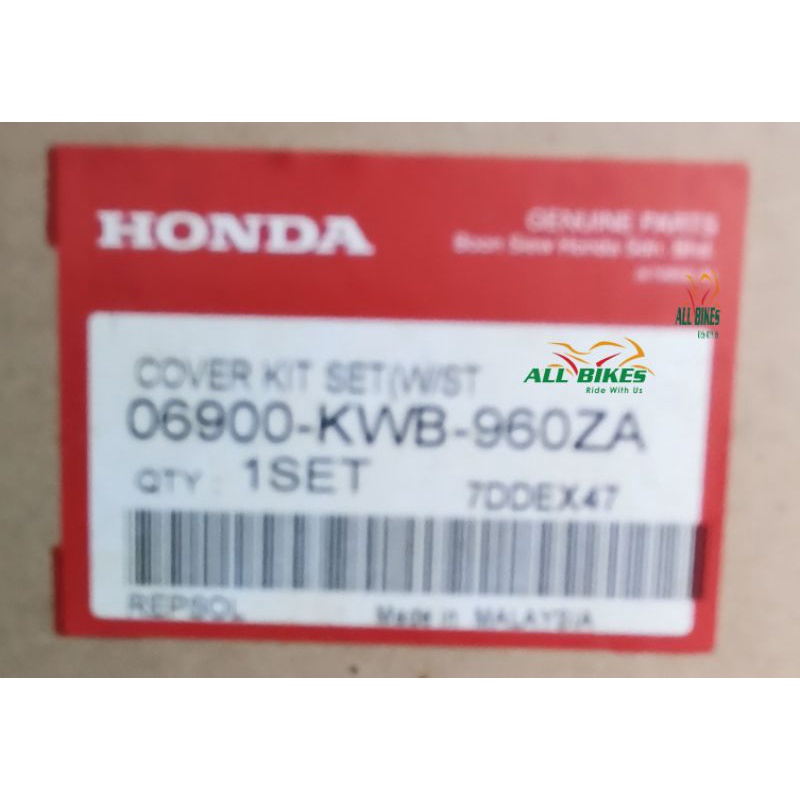 HONDA
GENUINE PARTS
Boon Siew Honda Sdn. Bhd.
COVER KIT SET(W/ST
06900-KWB-960ZA
QTY : 1SET
7DDEX47
REPSOL
Made in MALAYSIA
ALL BIKES
Ride With Us
ALL BIKES